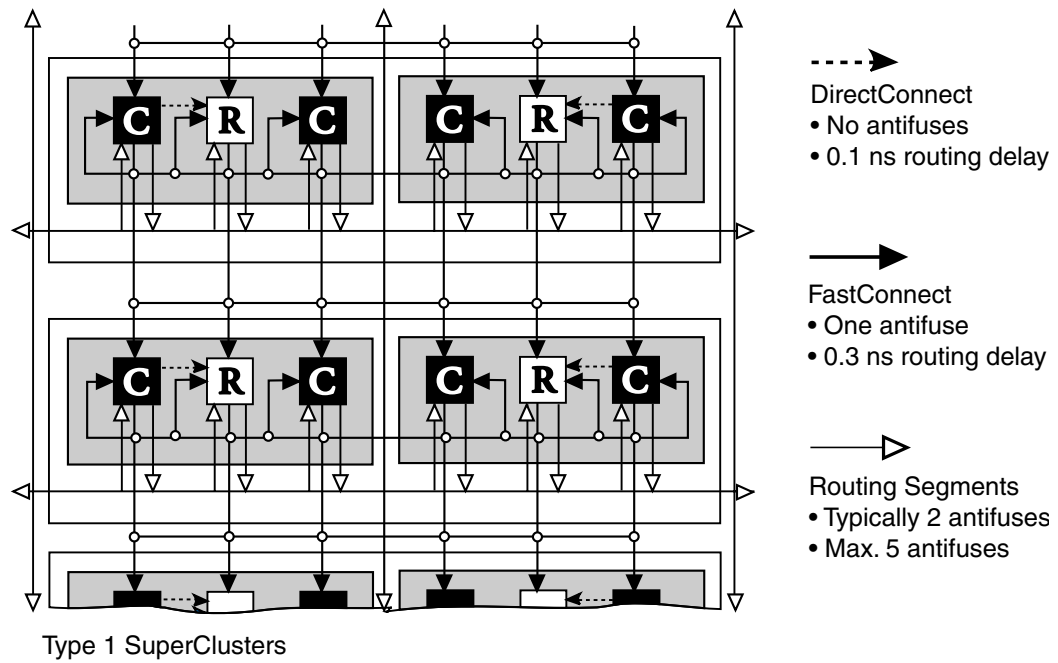 C R C C R C
C R C C R C
DirectConnect
• No antifuses
• 0.1 ns routing delay
FastConnect
• One antifuse
• 0.3 ns routing delay
Routing Segments
• Typically 2 antifuses
• Max. 5 antifuses
Type 1 SuperClusters